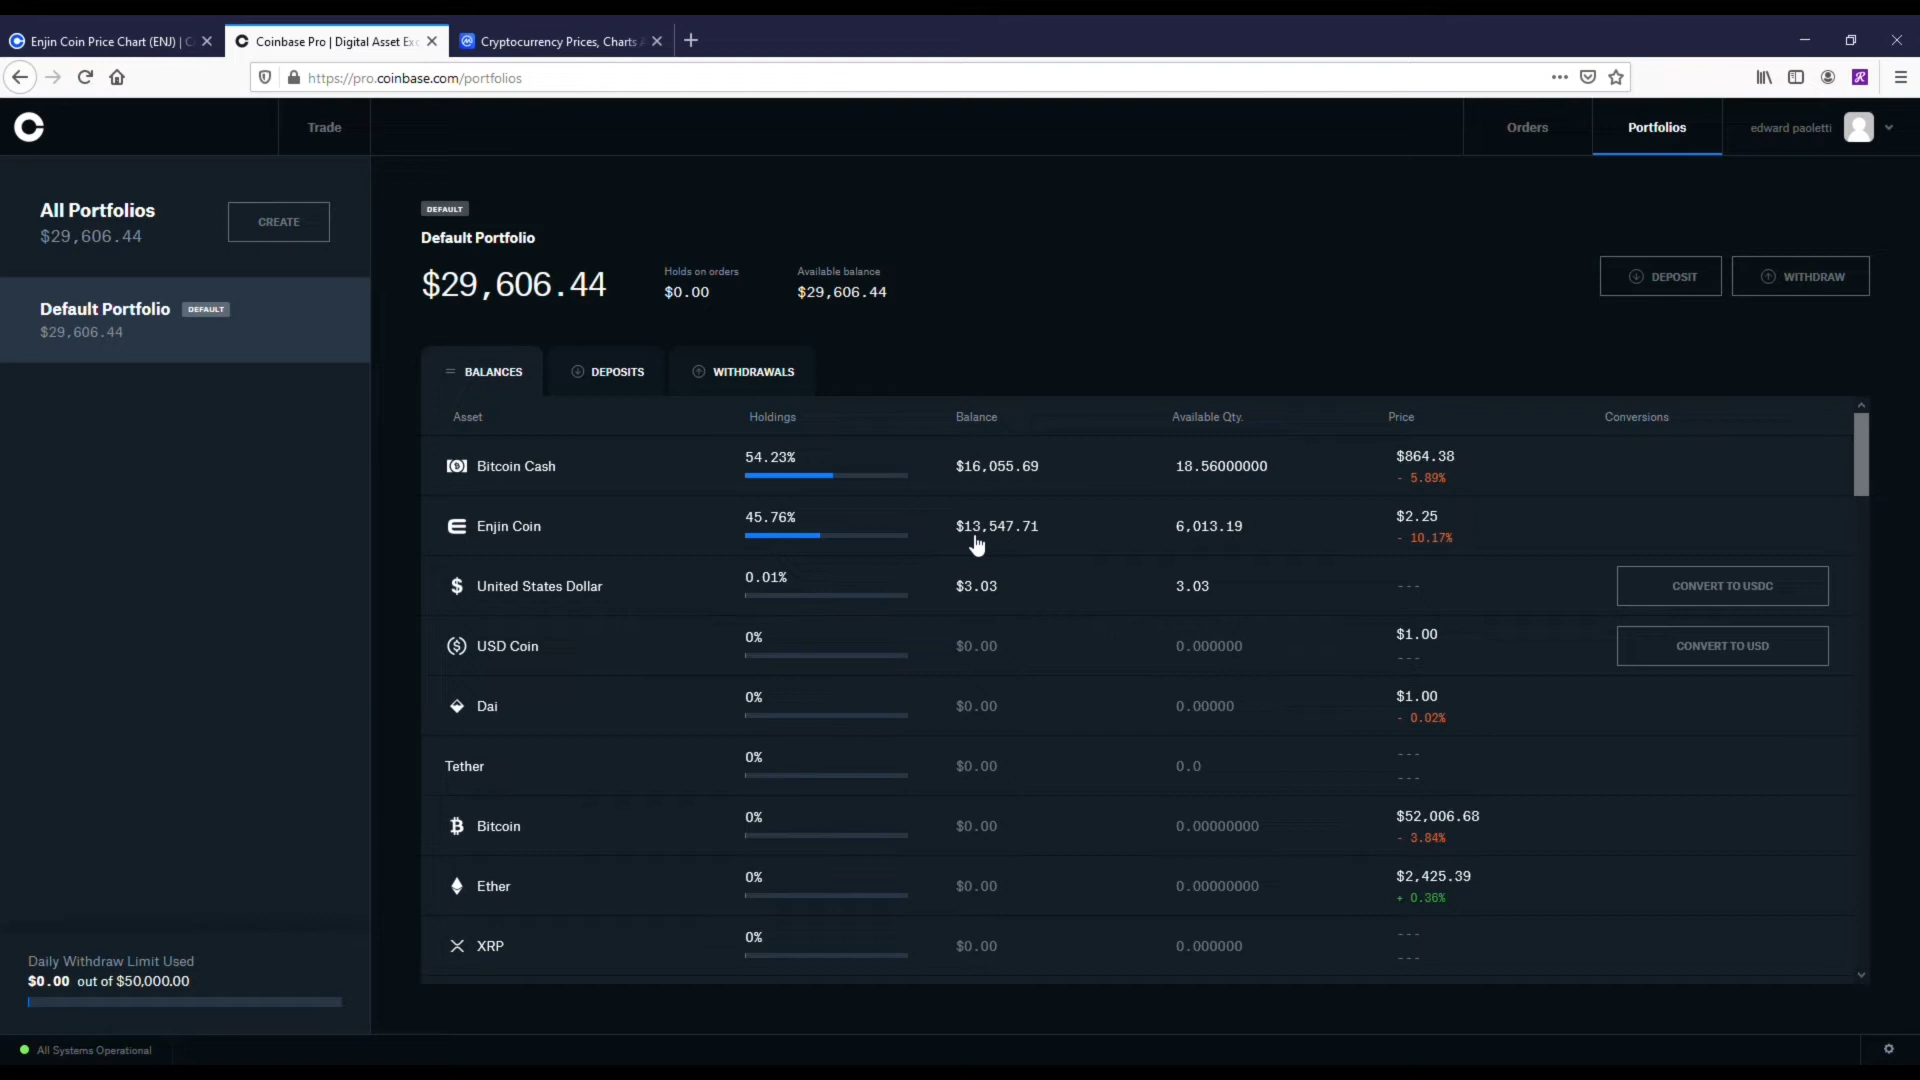 Enjin Coin Price Chart (ENJ) | C
Coinbase Pro | Digital Asset Exc
Cryptocurrency Prices, Charts A
https://pro.coinbase.com/portfolios
Trade
Orders
Portfolios
edward paoletti
All Portfolios
$29,606.44
CREATE
Default Portfolio DEFAULT
$29,606.44
DEFAULT
Default Portfolio
$29,606.44
Holds on orders
$0.00
Available balance
$29,606.44
DEPOSIT
WITHDRAW
BALANCES
DEPOSITS
WITHDRAWALS
Asset Holdings Balance Available Qty. Price Conversions
Bitcoin Cash 54.23% $16,055.69 18.56000000 $864.38
- 5.89%
Enjin Coin 45.76% $13,547.71 6,013.19 $2.25
- 10.17%
United States Dollar 0.01% $3.03 3.03 --- CONVERT TO USDC
USD Coin 0% $0.00 0.000000 $1.00 CONVERT TO USD
---
Dai 0% $0.00 0.00000 $1.00
- 0.02%
Tether 0% $0.00 0.0 ---
---
Bitcoin 0% $0.00 0.00000000 $52,006.68
- 3.84%
Ether 0% $0.00 0.00000000 $2,425.39
+ 0.36%
XRP 0% $0.00 0.000000 ---
---
Daily Withdraw Limit Used
$0.00 out of $50,000.00
All Systems Operational